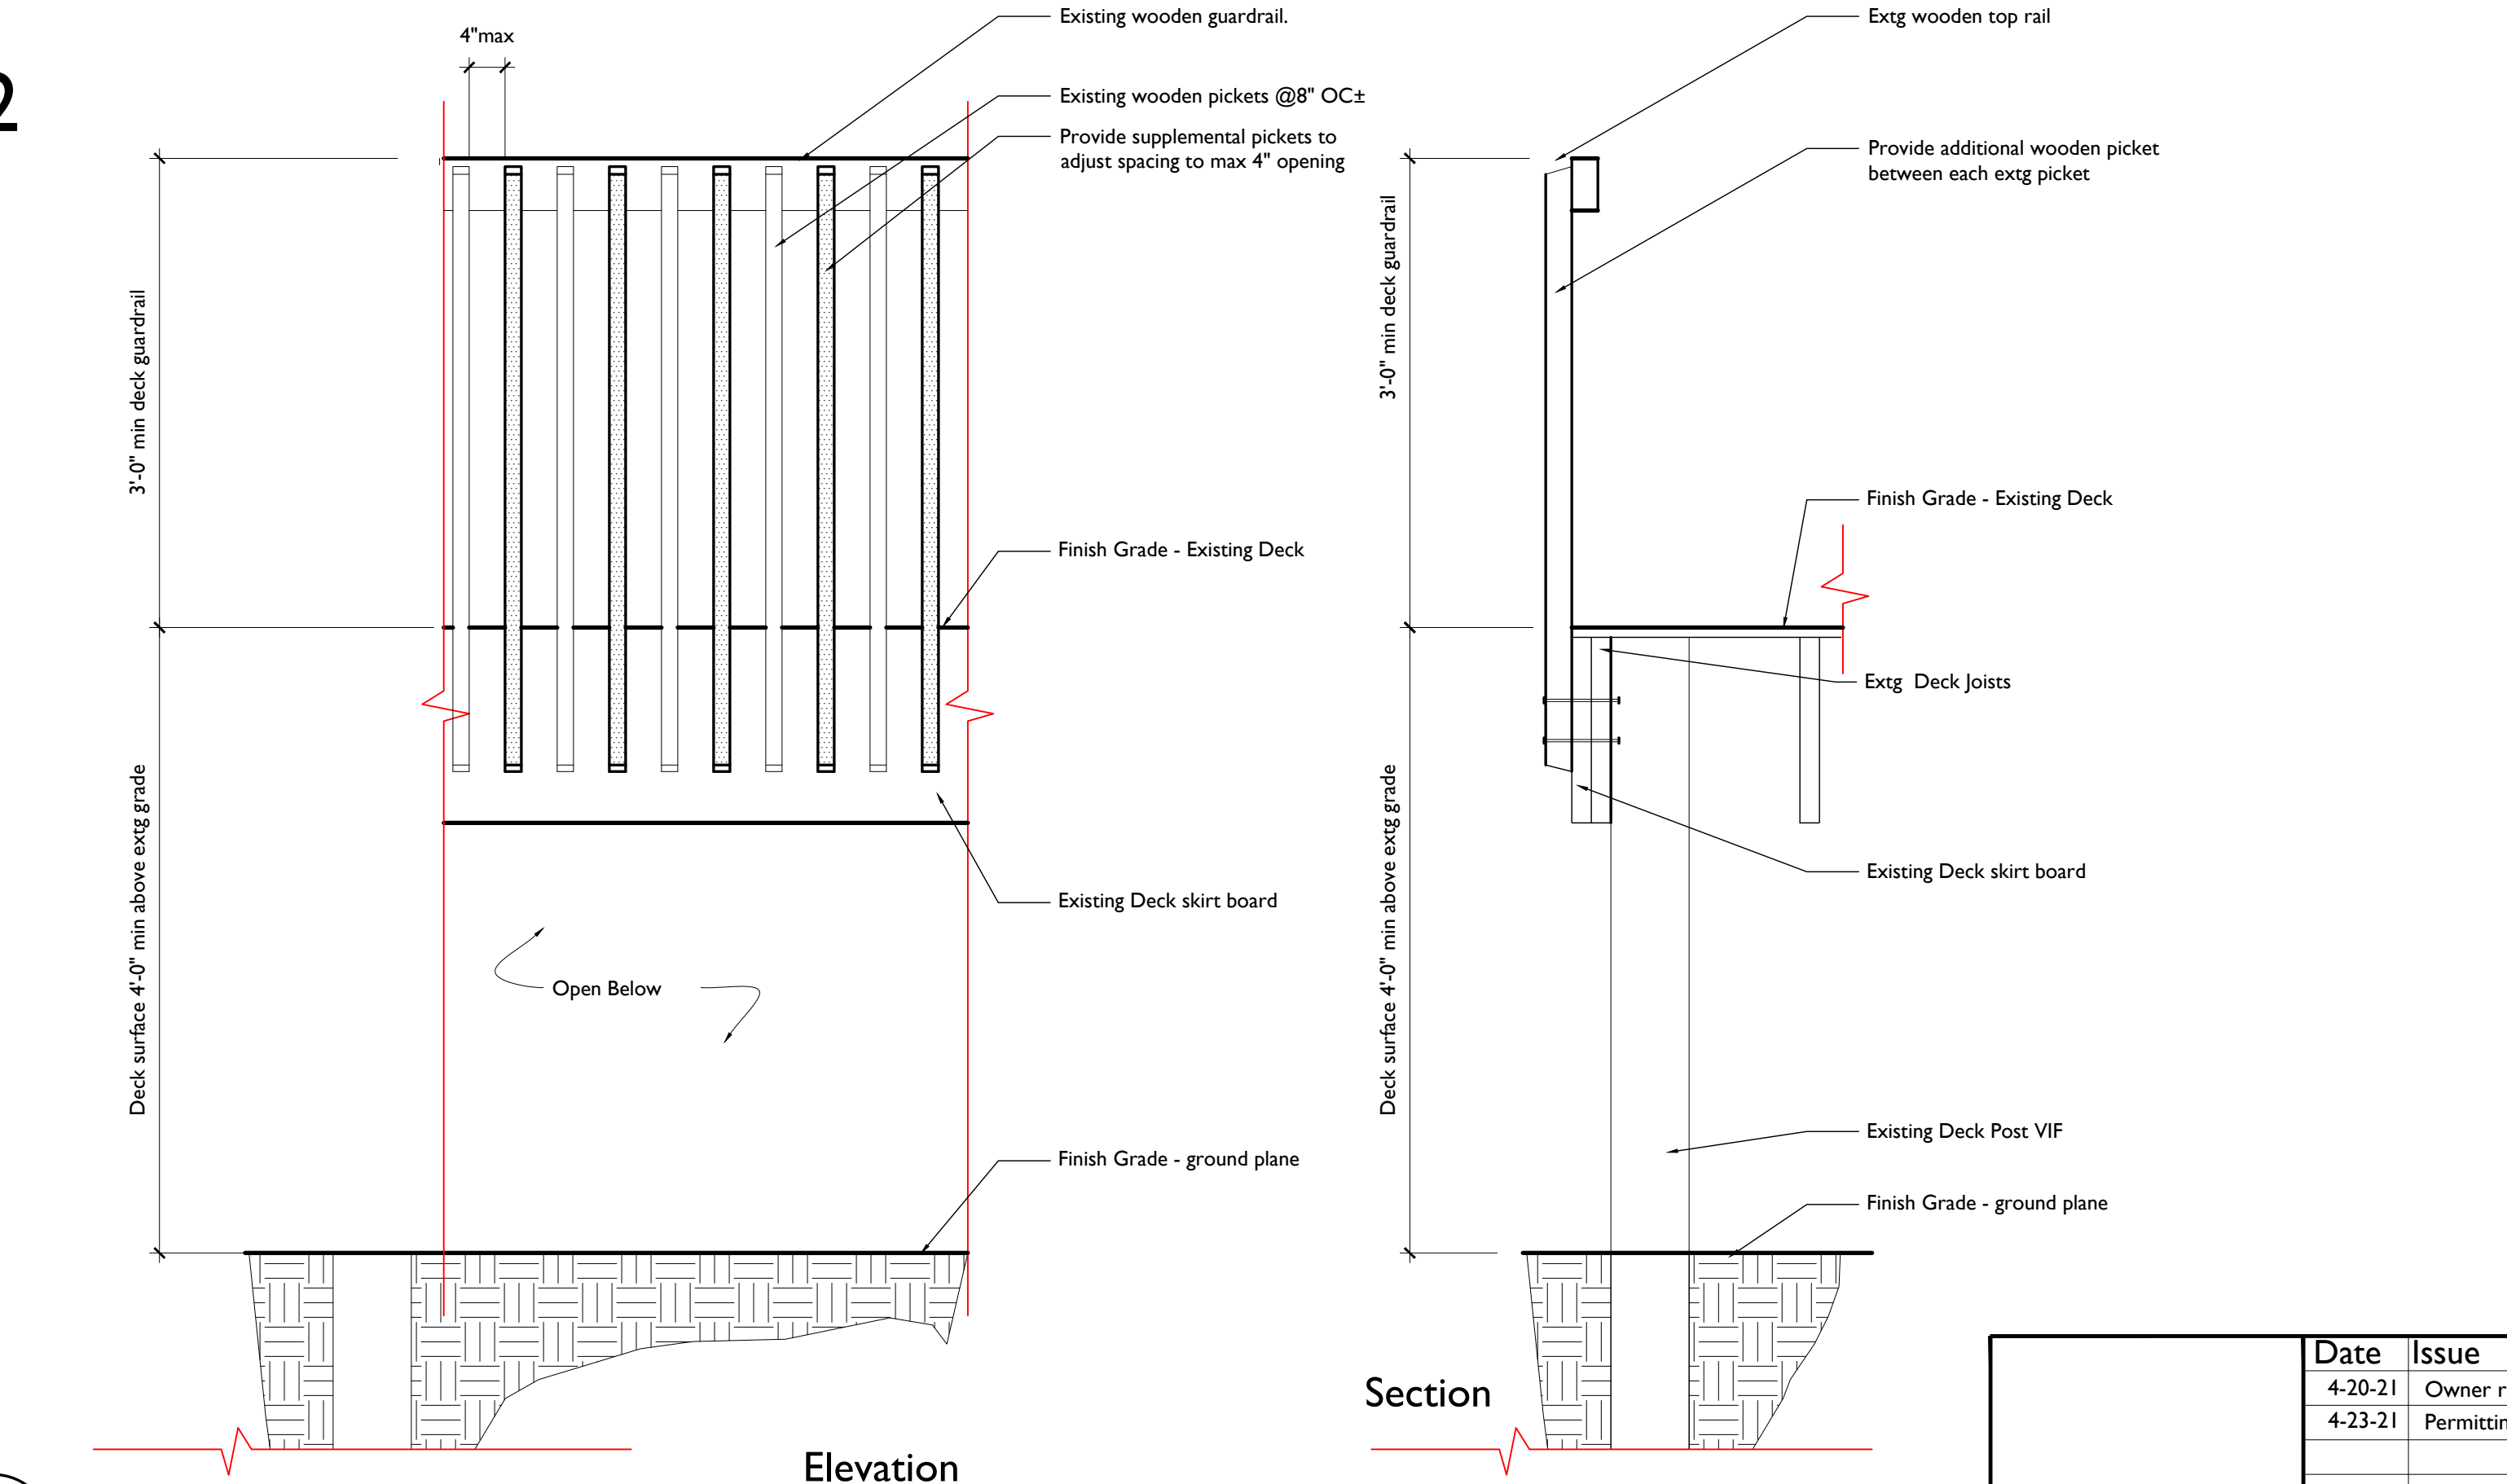 2
4"max
Existing wooden guardrail.
Existing wooden pickets @8" OC±
Provide supplemental pickets to
adjust spacing to max 4" opening
3'-0" min deck guardrail
Finish Grade - Existing Deck
Deck surface 4'-0" min above extg grade
Existing Deck skirt board
Open Below
Finish Grade - ground plane
Elevation
Extg wooden top rail
Provide additional wooden picket
between each extg picket
3'-0" min deck guardrail
Finish Grade - Existing Deck
Extg Deck Joists
Deck surface 4'-0" min above extg grade
Existing Deck skirt board
Existing Deck Post VIF
Finish Grade - ground plane
Section
Date Issue
4-20-21 Owner
4-23-21